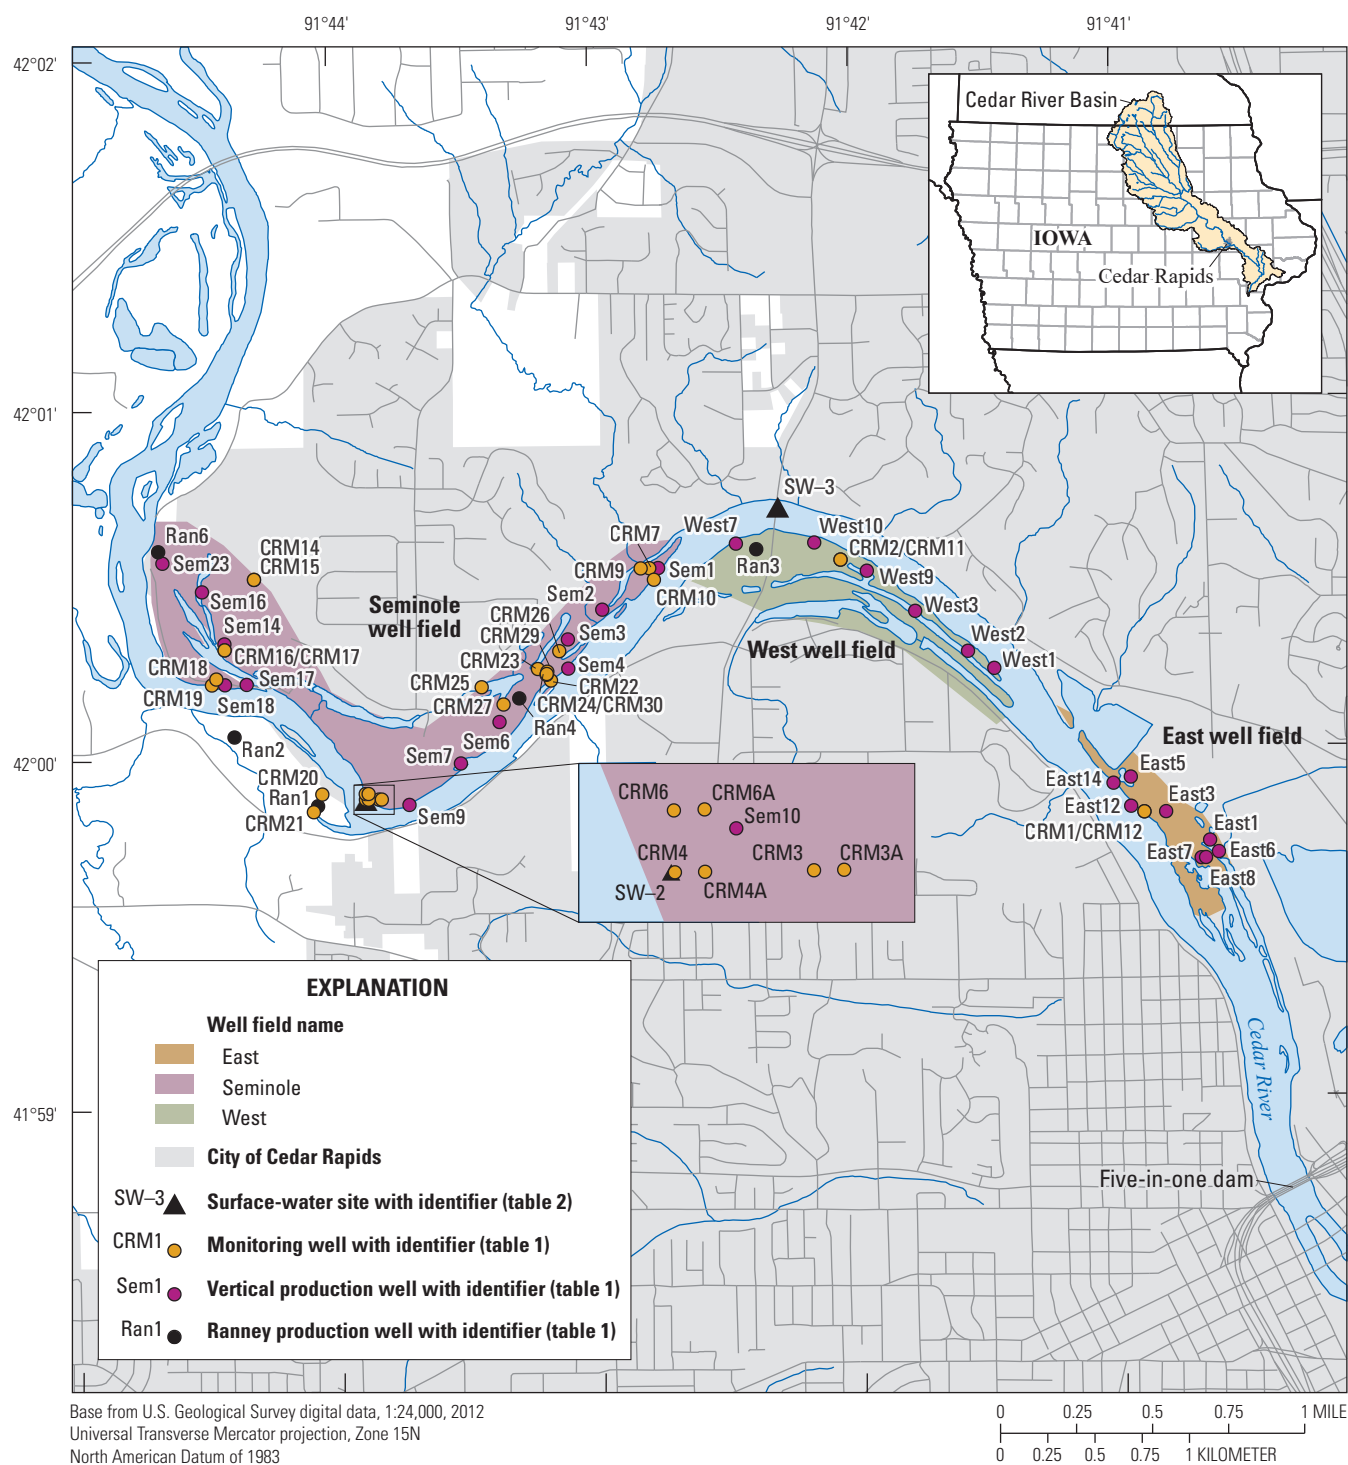 91°44'
91°43'
91°42'
91°41'
42°02'
42°01'
42°00'
41°59'
Cedar River Basin
IOWA
Cedar Rapids
SW–3
West7
West10
CRM2/CRM11
Ran3
West9
West3
West2
West1
West well field
CRM7
CRM9
Sem1
CRM10
Sem2
CRM26
CRM29
Sem3
CRM23
Sem4
CRM25
CRM22
CRM27
CRM24/CRM30
Ran4
Sem6
Sem7
Seminole
well field
Ran6
Sem23
CRM14
CRM15
Sem16
Sem14
CRM16/CRM17
CRM18
Sem17
CRM19
Sem18
Ran2
CRM20
Ran1
CRM21
Sem9
CRM6
CRM6A
Sem10
CRM4
CRM3
CRM3A
SW–2
CRM4A
East well field
East5
East14
East3
East12
CRM1/CRM12
East1
East7
East6
East8
Cedar River
Five-in-one dam
EXPLANATION
Well field name
East
Seminole
West
City of Cedar Rapids
SW–3
Surface-water site with identifier (table 2)
CRM1
Monitoring well with identifier (table 1)
Sem1
Vertical production well with identifier (table 1)
Ran1
Ranney production well with identifier (table 1)
Base from U.S. Geological Survey digital data, 1:24,000, 2012
Universal Transverse Mercator projection, Zone 15N
North American Datum of 1983
0 0.25 0.5 0.75 1 MILE
0 0.25 0.5 0.75 1 KILOMETER